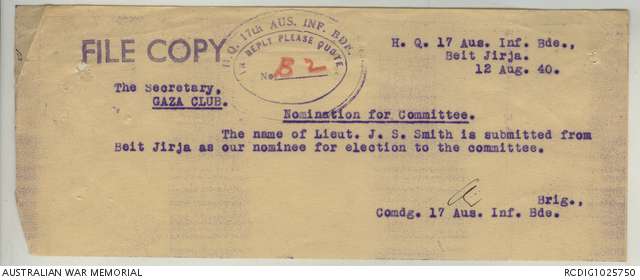 FILE COPY
H. Q. 17th AUS. INF. BDE.
IN REPLY PLEASE QUOTE.
No. B2
H. Q. 17 Aus. Inf. Bde.,
Beit Jirja.
12 Aug. 40.
The Secretary,
GAZA CLUB.
Nomination for Committee.
The name of Lieut. J. S. Smith is submitted from
Beit Jirja as our nominee for election to the committee.
Brig.,
Comdg. 17 Aus. Inf. Bde.
AUSTRALIAN WAR MEMORIAL
RCDIG1025750